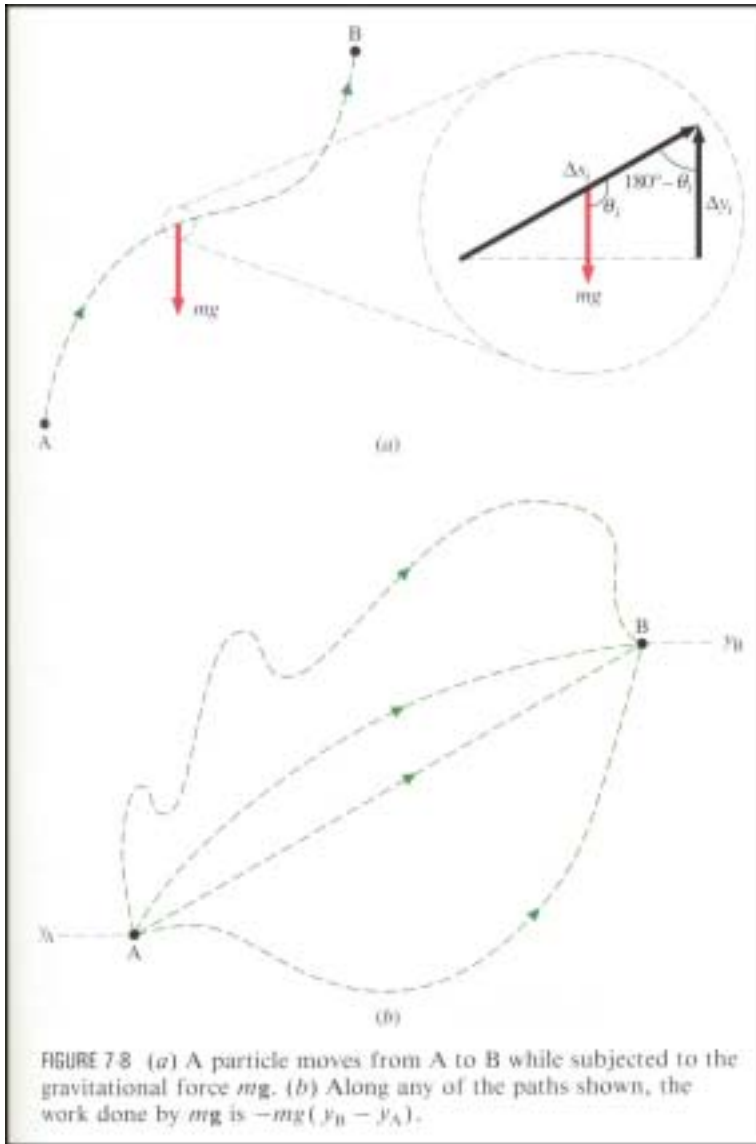 B
Δs_i
180° – θ_i
θ_i
Δy_i
mg
mg
A
(a)
B
y_B
y_A
A
(b)
FIGURE 7-8 (a) A particle moves from A to B while subjected to the
gravitational force mg. (b) Along any of the paths shown, the
work done by mg is −mg( y_B − y_A).